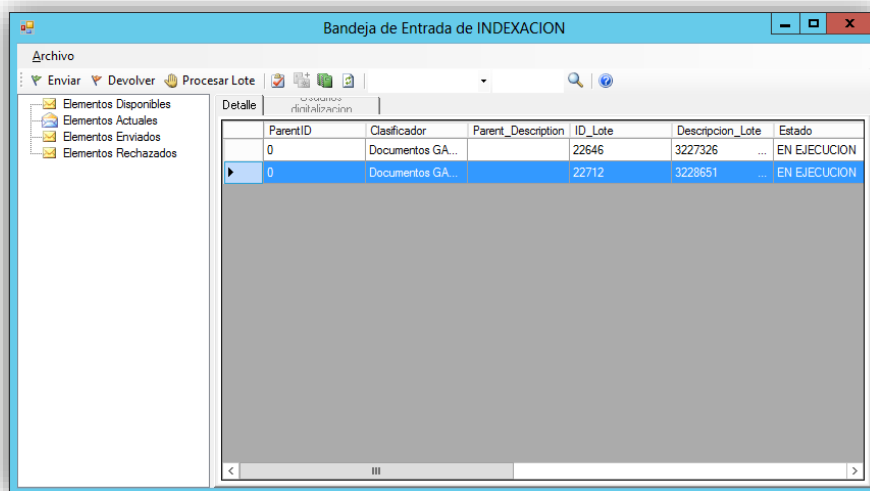 Bandeja de Entrada de INDEXACION
Archivo
Enviar Devolver Procesar Lote
Elementos Disponibles
Elementos Actuales
Elementos Enviados
Elementos Rechazados
Detalle
Usuarios
digitalizacion
ParentID Clasificador Parent_Description ID_Lote Descripcion_Lote Estado
0 Documentos GA... 22646 3227326 ... EN EJECUCION
0 Documentos GA... 22712 3228651 ... EN EJECUCION